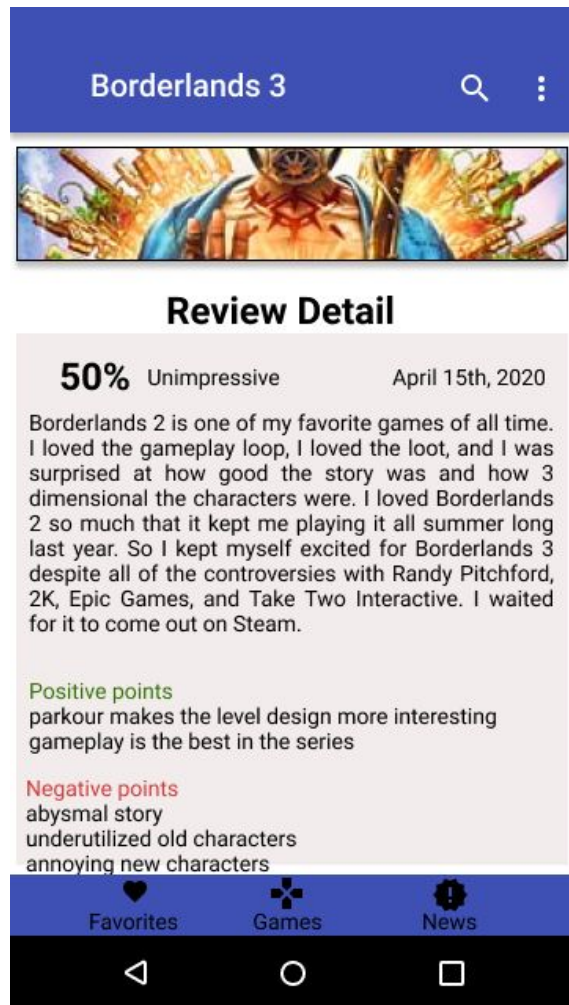 Borderlands 3
Review Detail
50% Unimpressive April 15th, 2020
Borderlands 2 is one of my favorite games of all time.
I loved the gameplay loop, I loved the loot, and I was
surprised at how good the story was and how 3
dimensional the characters were. I loved Borderlands
2 so much that it kept me playing it all summer long
last year. So I kept myself excited for Borderlands 3
despite all of the controversies with Randy Pitchford,
2K, Epic Games, and Take Two Interactive. I waited
for it to come out on Steam.
Positive points
parkour makes the level design more interesting
gameplay is the best in the series
Negative points
abysmal story
underutilized old characters
annoying new characters
Favorites Games News